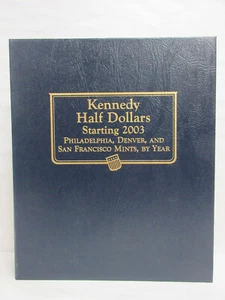 Kennedy
Half Dollars
Starting 2003
Philadelphia, Denver, and
San Francisco Mints, by Year